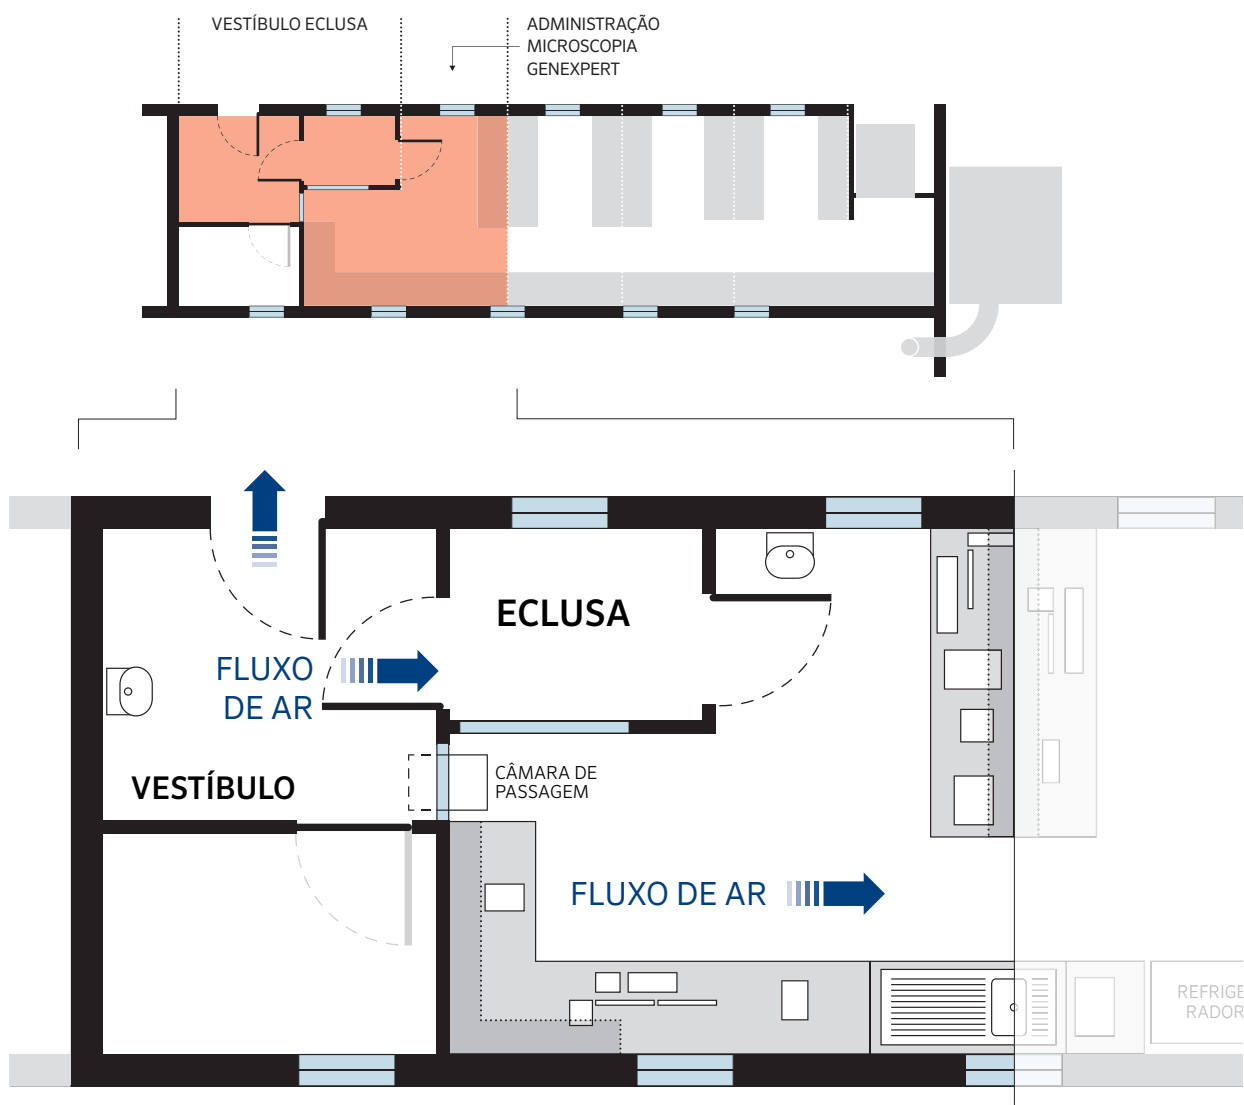 VESTÍBULO ECLUSA
ADMINISTRAÇÃO
MICROSCOPIA
GENEXPERT
ECLUSA
FLUXO
DE AR
VESTÍBULO
CÂMARA DE
PASSAGEM
FLUXO DE AR
REFRIGE
RADOR